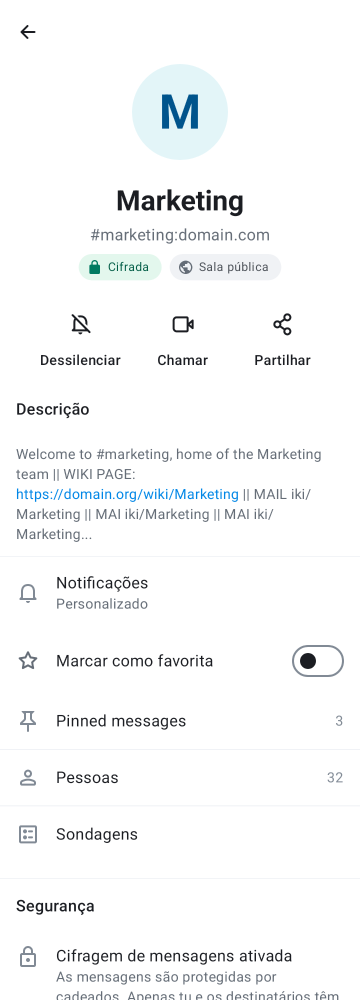 M
Marketing
#marketing:domain.com
Cifrada
Sala pública
Dessilenciar
Chamar
Partilhar
Descrição
Welcome to #marketing, home of the Marketing
team || WIKI PAGE:
https://domain.org/wiki/Marketing || MAIL iki/
Marketing || MAI iki/Marketing || MAI iki/
Marketing...
Notificações
Personalizado
Marcar como favorita
Pinned messages 3
Pessoas 32
Sondagens
Segurança
Cifragem de mensagens ativada
As mensagens são protegidas por
cadeados. Apenas tu e os destinatários têm